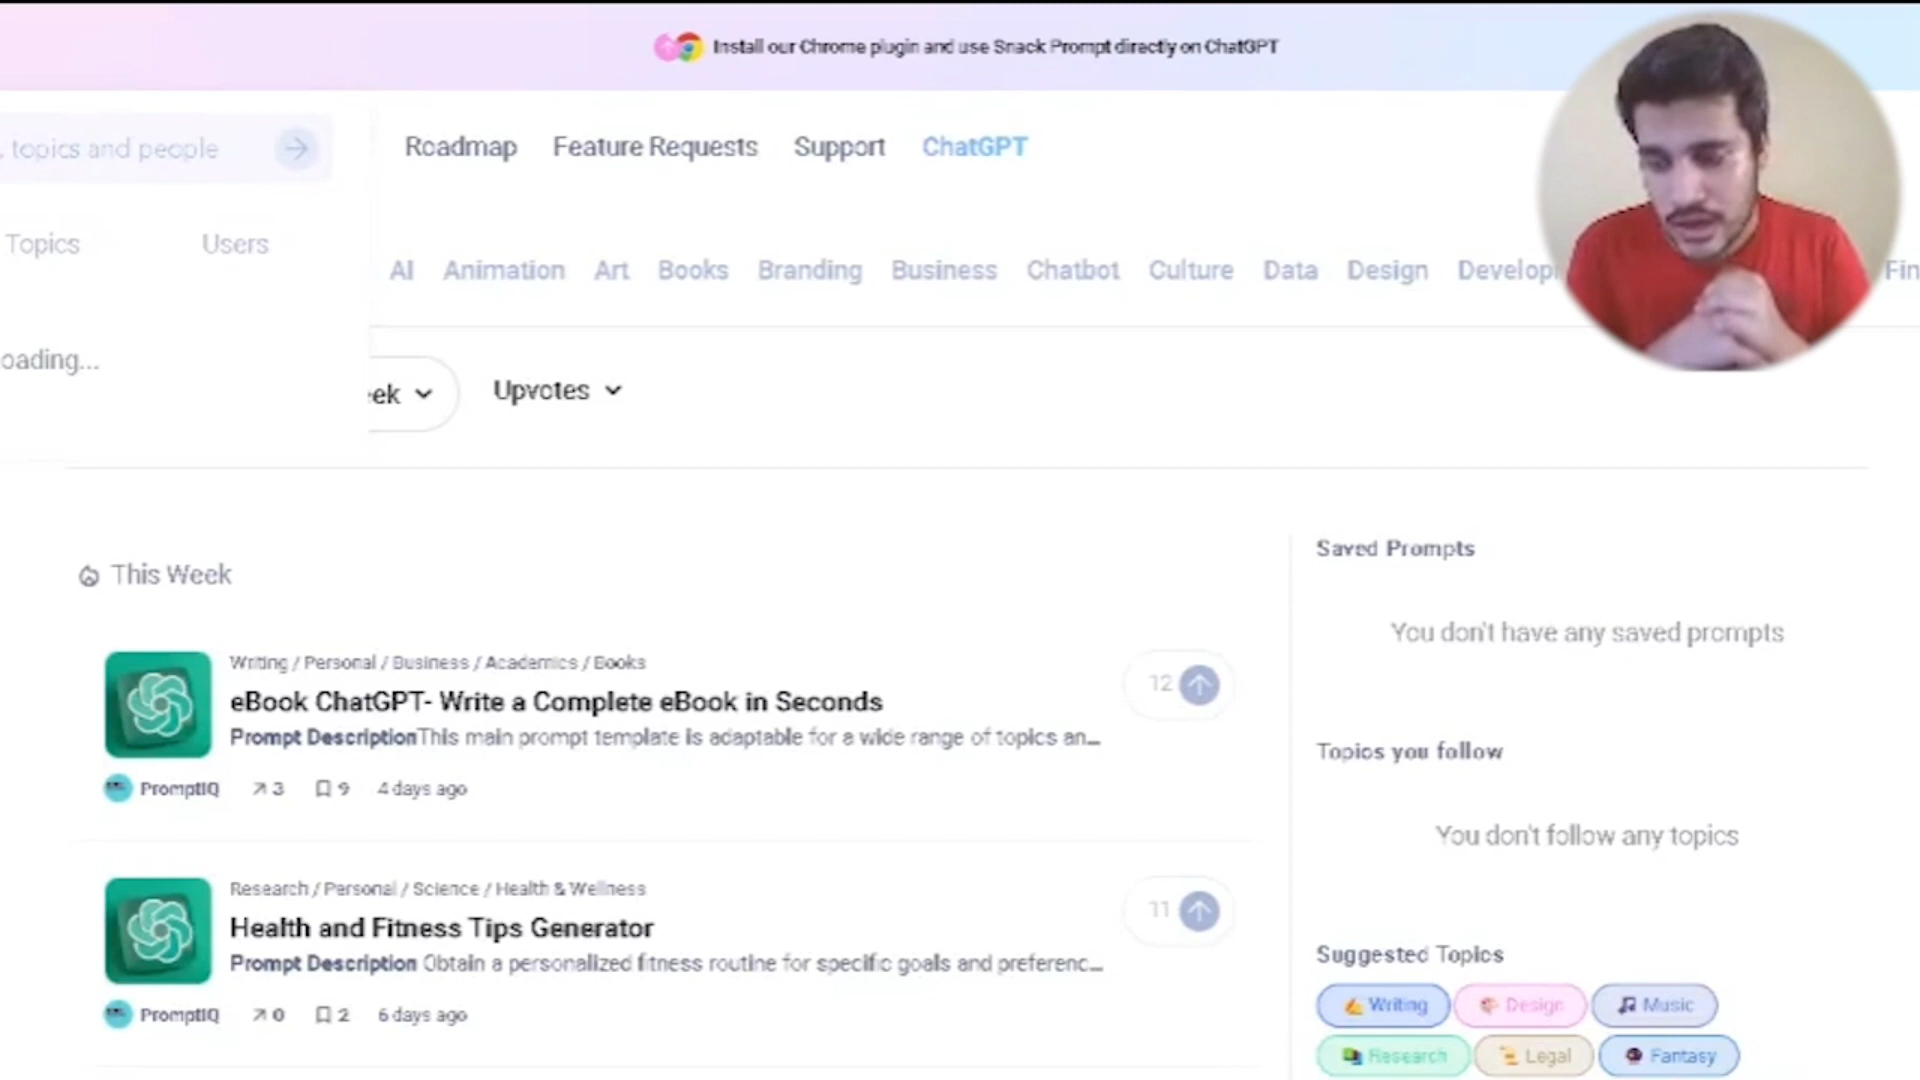 Install our Chrome plugin and use Snack Prompt directly on ChatGPT
, topics and people
Roadmap Feature Requests Support ChatGPT
Topics Users
AI Animation Art Books Branding Business Chatbot Culture Data Design Develop Fin
oading...
eek Upvotes
This Week
Writing / Personal / Business / Academics / Books
eBook ChatGPT- Write a Complete eBook in Seconds
Prompt DescriptionThis main prompt template is adaptable for a wide range of topics an...
12
PromptIQ 3 9 4 days ago
Research / Personal / Science / Health & Wellness
Health and Fitness Tips Generator
Prompt Description Obtain a personalized fitness routine for specific goals and preferenc...
11
PromptIQ 0 2 6 days ago
Saved Prompts
You don't have any saved prompts
Topics you follow
You don't follow any topics
Suggested Topics
Writing Design Music
Research Legal Fantasy